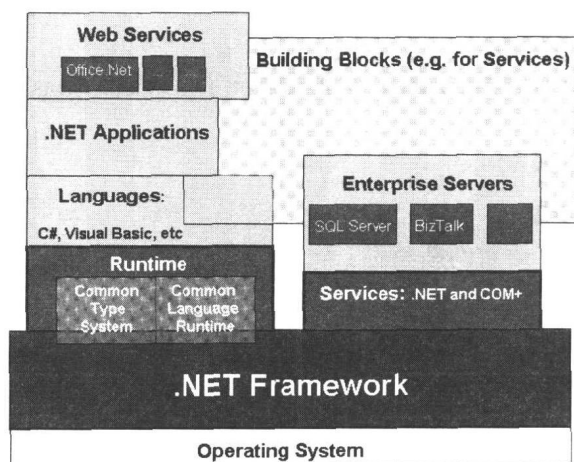 Web Services
Office Net
Building Blocks (e.g. for Services)
.NET Applications
Languages:
C#, Visual Basic, etc
Enterprise Servers
SQL Server
BizTalk
Runtime
Common
Type
System
Common
Language
Runtime
Services: .NET and COM+
.NET Framework
Operating System